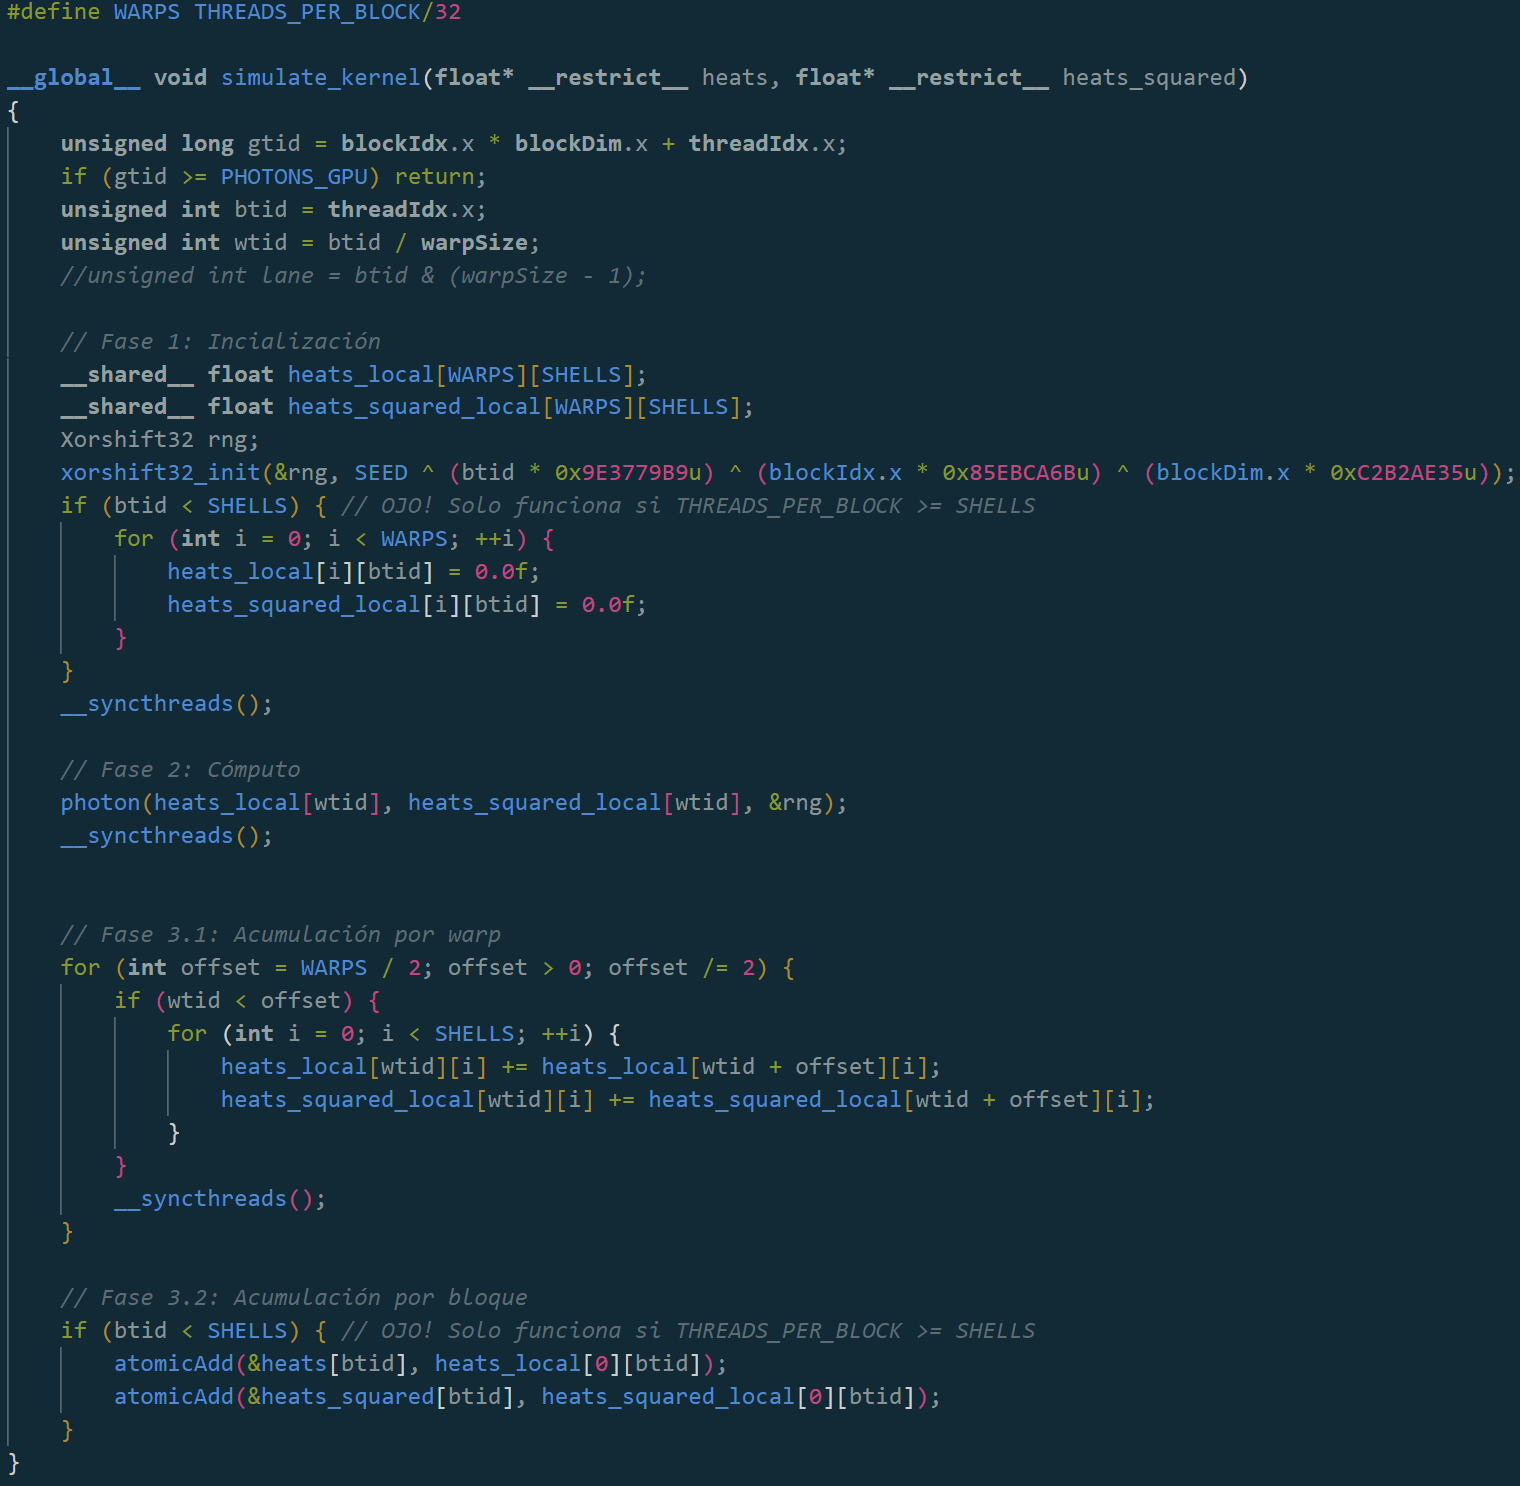 #define WARPS THREADS_PER_BLOCK/32
__global__ void simulate_kernel(float* __restrict__ heats, float* __restrict__ heats_squared)
{
    unsigned long gtid = blockIdx.x * blockDim.x + threadIdx.x;
    if (gtid >= PHOTONS_GPU) return;
    unsigned int btid = threadIdx.x;
    unsigned int wtid = btid / warpSize;
    //unsigned int lane = btid & (warpSize - 1);
    // Fase 1: Incialización
    __shared__ float heats_local[WARPS][SHELLS];
    __shared__ float heats_squared_local[WARPS][SHELLS];
    Xorshift32 rng;
    xorshift32_init(&rng, SEED ^ (btid * 0x9E3779B9u) ^ (blockIdx.x * 0x85EBCA6Bu) ^ (blockDim.x * 0xC2B2AE35u));
    if (btid < SHELLS) { // OJO! Solo funciona si THREADS_PER_BLOCK >= SHELLS
        for (int i = 0; i < WARPS; ++i) {
            heats_local[i][btid] = 0.0f;
            heats_squared_local[i][btid] = 0.0f;
        }
    }
    __syncthreads();
    // Fase 2: Cómputo
    photon(heats_local[wtid], heats_squared_local[wtid], &rng);
    __syncthreads();
    // Fase 3.1: Acumulación por warp
    for (int offset = WARPS / 2; offset > 0; offset /= 2) {
        if (wtid < offset) {
            for (int i = 0; i < SHELLS; ++i) {
                heats_local[wtid][i] += heats_local[wtid + offset][i];
                heats_squared_local[wtid][i] += heats_squared_local[wtid + offset][i];
            }
        }
        __syncthreads();
    }
    // Fase 3.2: Acumulación por bloque
    if (btid < SHELLS) { // OJO! Solo funciona si THREADS_PER_BLOCK >= SHELLS
        atomicAdd(&heats[btid], heats_local[0][btid]);
        atomicAdd(&heats_squared[btid], heats_squared_local[0][btid]);
    }
}